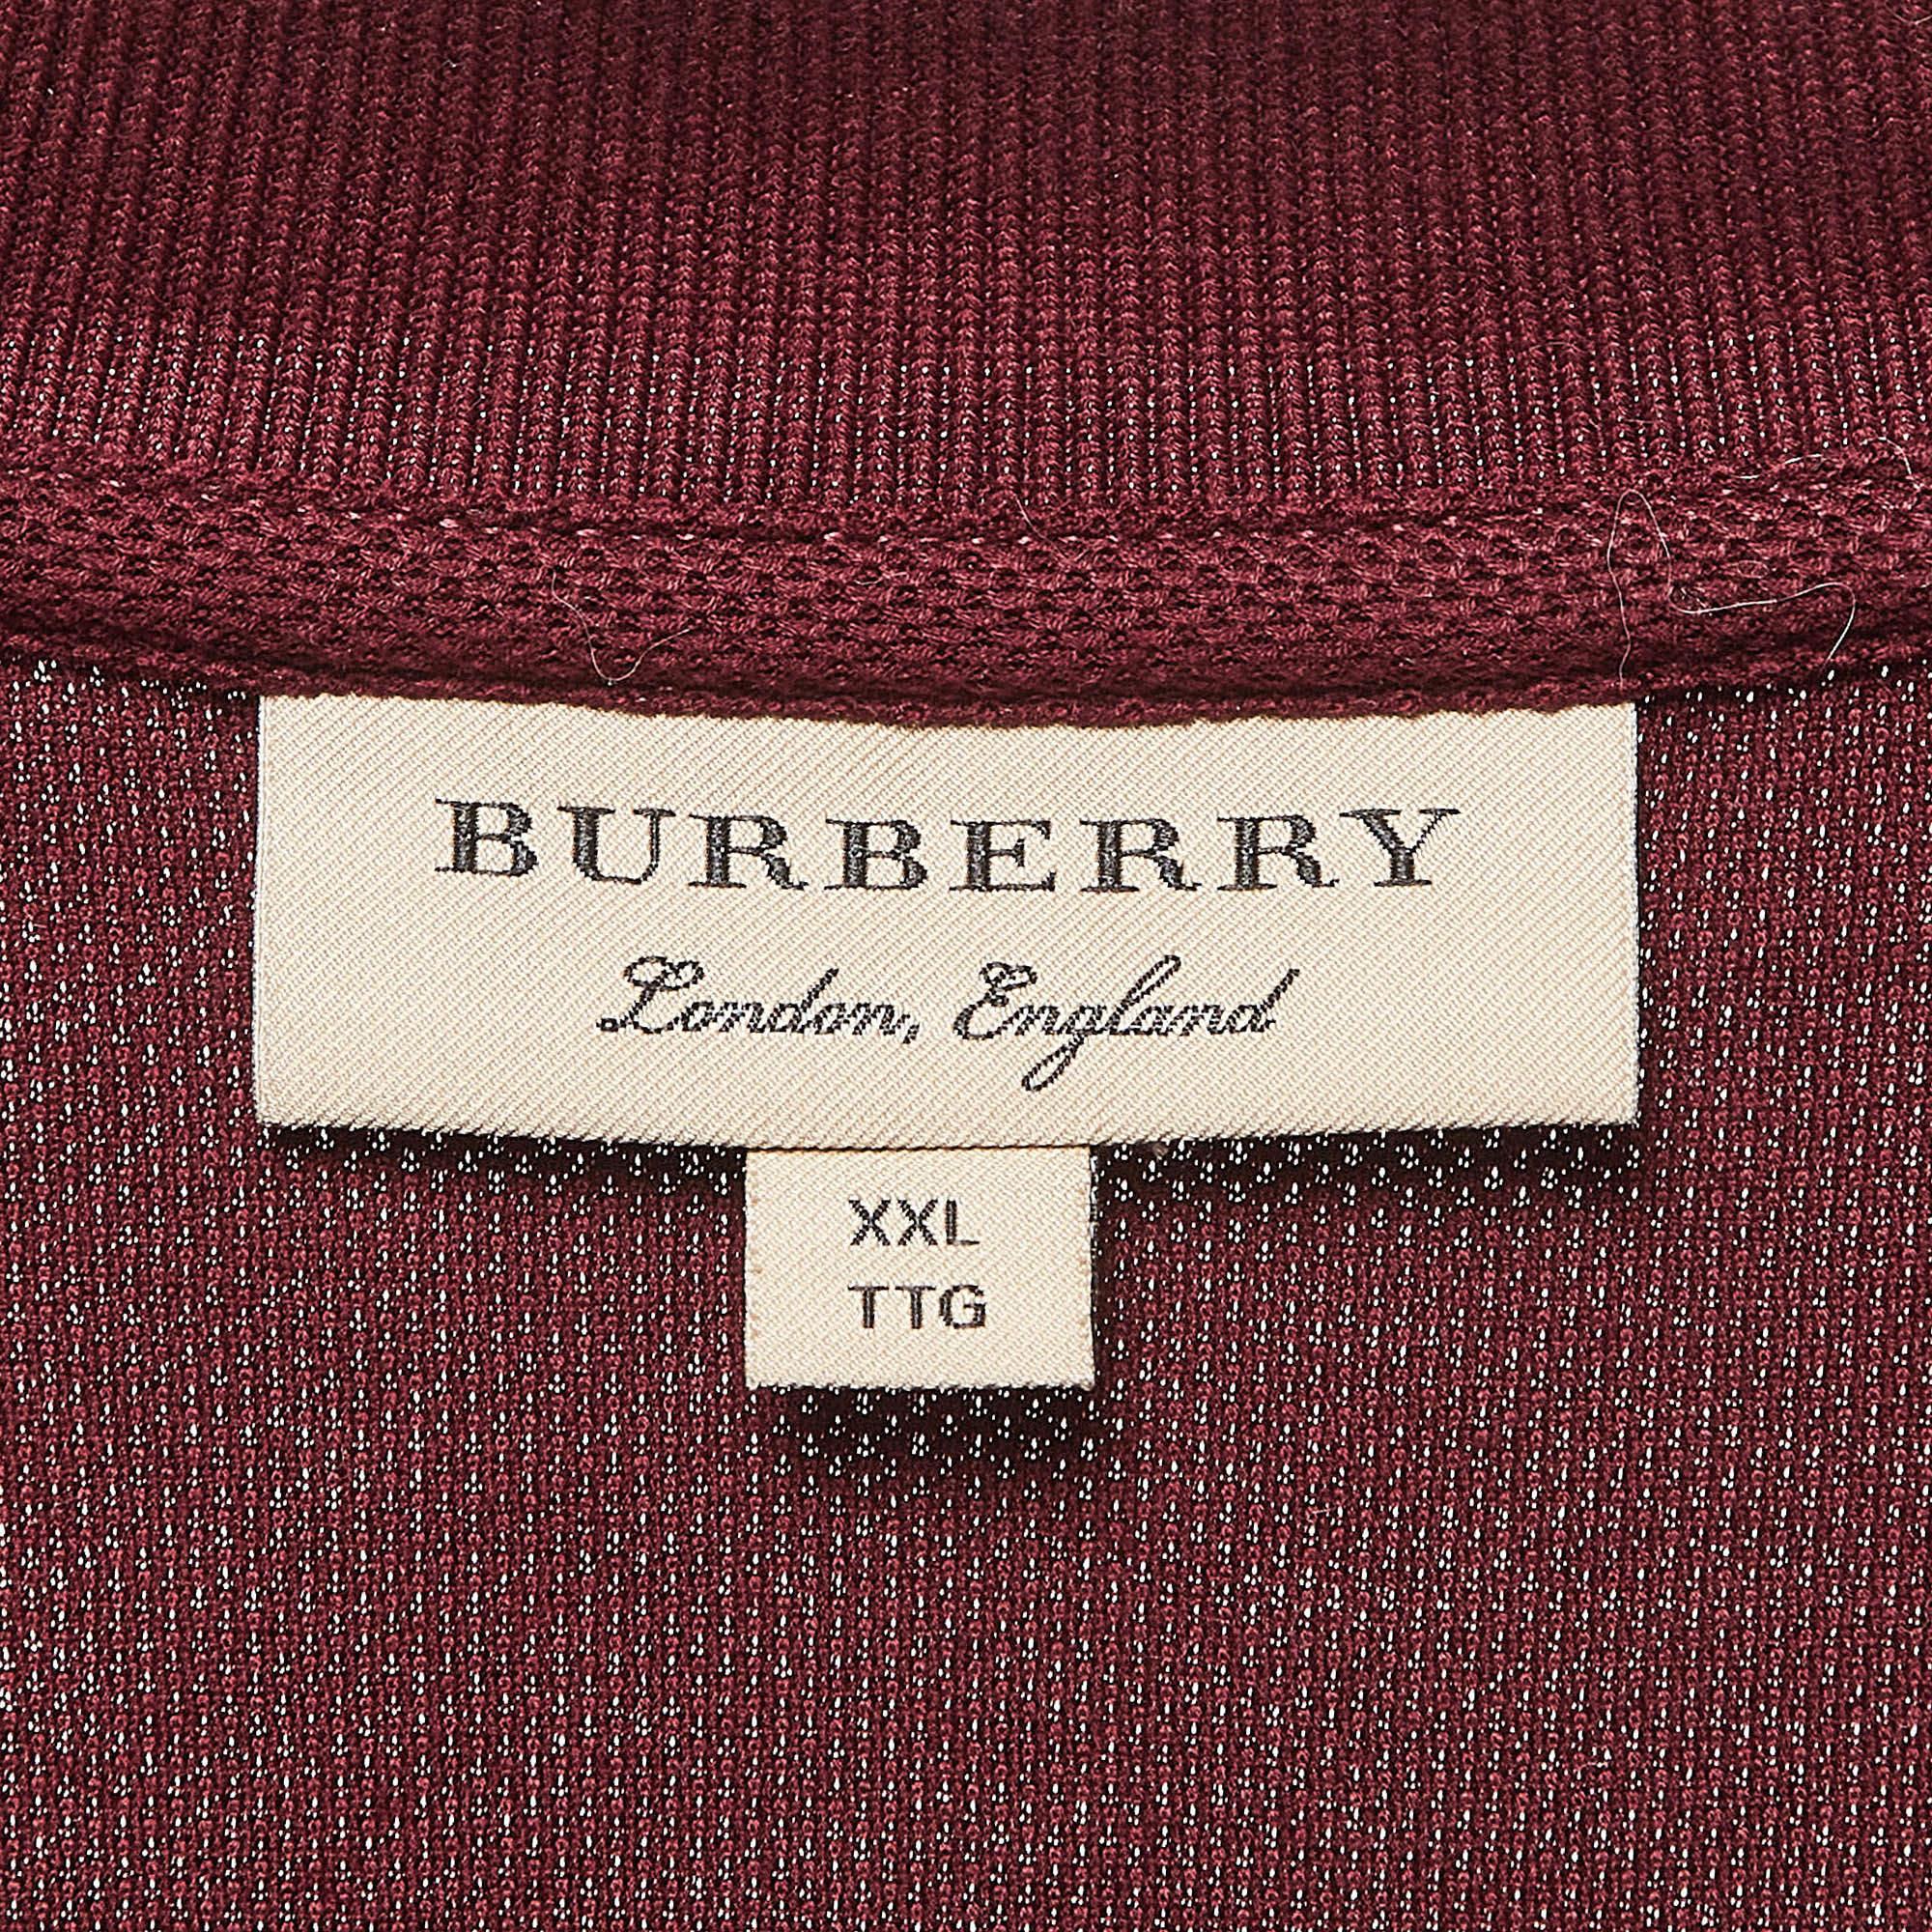 BURBERRY
London, England
XXL
TTG